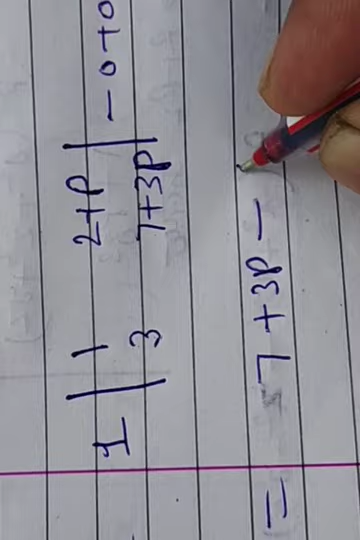 1 | 1 2+p | - 0 + 0
| 3 7+3p |
= 7 + 3p -